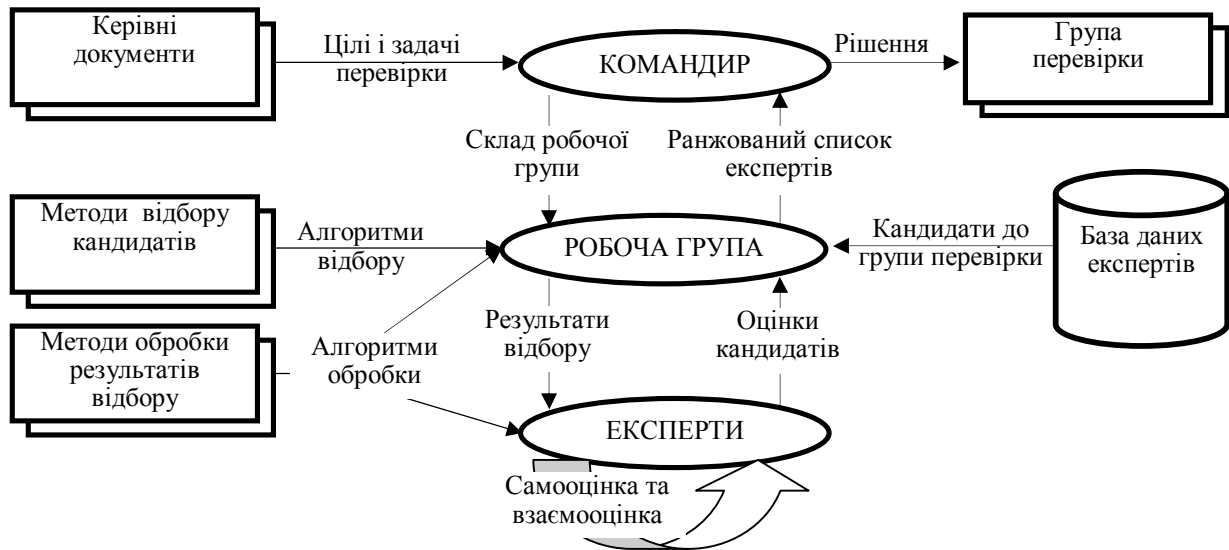 Керівні
документи
Цілі і задачі
перевірки
КОМАНДИР
Рішення
Група
перевірки
Склад робочої
групи
Ранжований список
експертів
Методи відбору
кандидатів
Алгоритми
відбору
РОБОЧА ГРУПА
Кандидати до
групи перевірки
База даних
експертів
Методи обробки
результатів
відбору
Алгоритми
обробки
Результати
відбору
Оцінки
кандидатів
ЕКСПЕРТИ
Самооцінка та
взаємооцінка